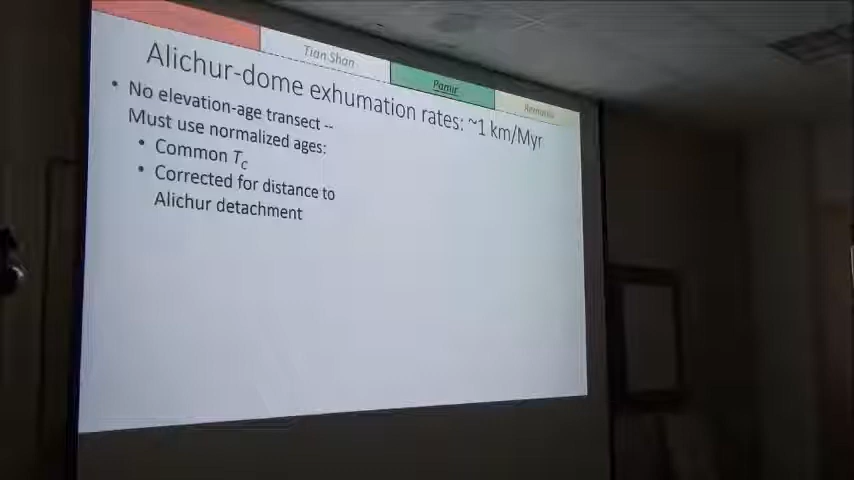 Tian Shan
Pamir
Alichur-dome exhumation rates: ~1 km/Myr
• No elevation-age transect --
Must use normalized ages:
• Common TC
• Corrected for distance to
Alichur detachment